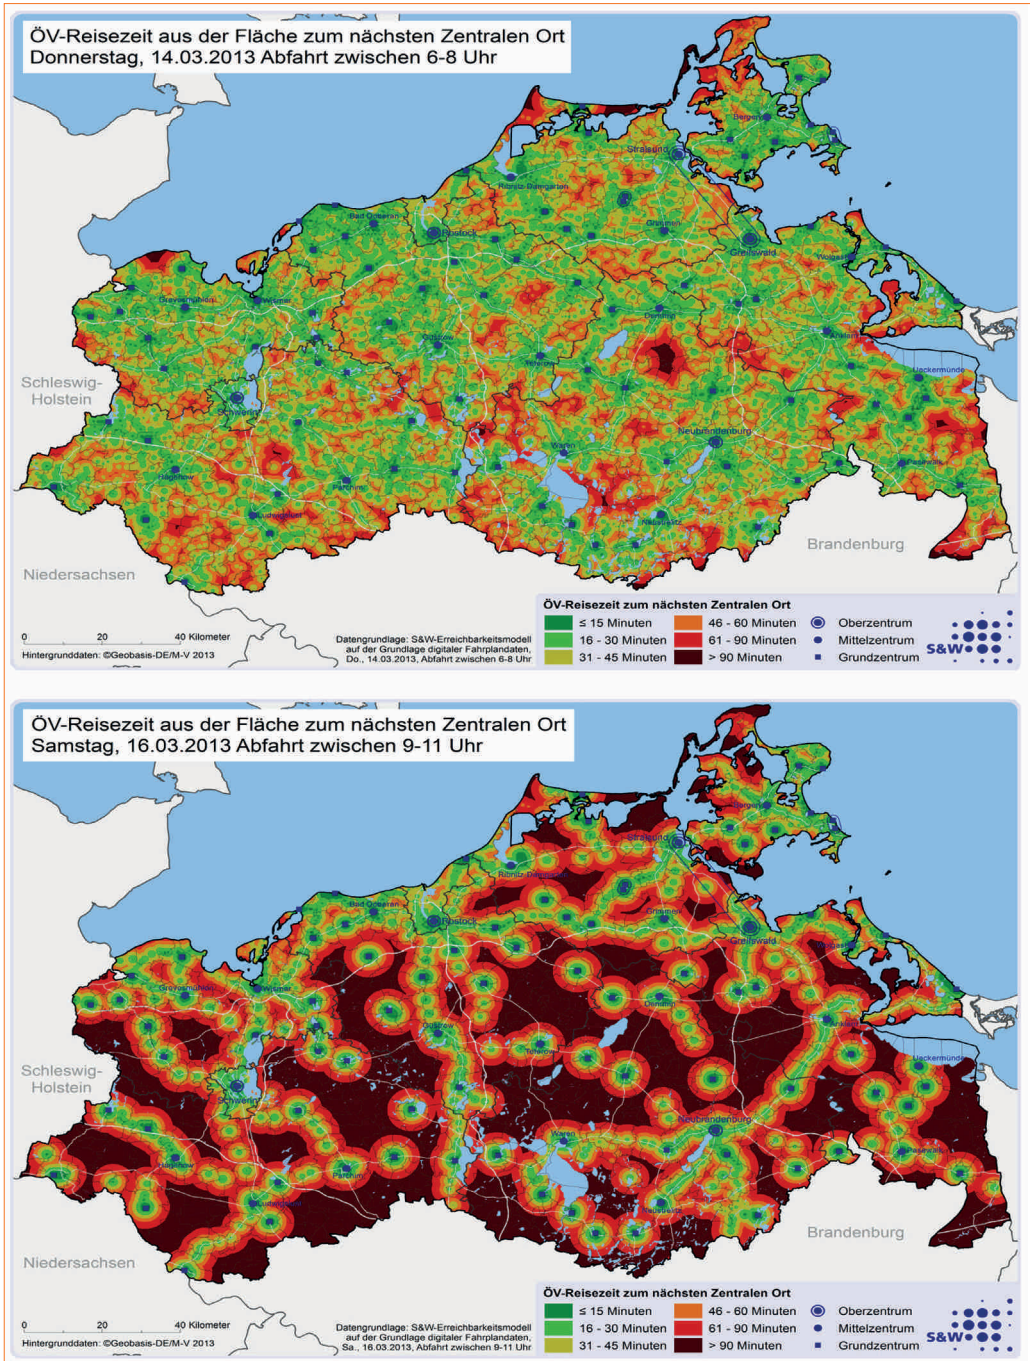 ÖV-Reisezeit aus der Fläche zum nächsten Zentralen Ort
Donnerstag, 14.03.2013 Abfahrt zwischen 6-8 Uhr
Bergen
Stralsund
Ribnitz-Damgarten
Bad Doberan
Rostock
Grimmen
Greifswald
Wolgast
Grevesmühlen
Wismar
Demmin
Güstrow
Anklam
Teterow
Ueckermünde
Schleswig-
Holstein
Schwerin
Neubrandenburg
Waren
Pasewalk
Hagenow
Parchim
Ludwigslust
Neustrelitz
Brandenburg
Niedersachsen
ÖV-Reisezeit zum nächsten Zentralen Ort
≤ 15 Minuten
46 - 60 Minuten
Oberzentrum
16 - 30 Minuten
61 - 90 Minuten
Mittelzentrum
31 - 45 Minuten
> 90 Minuten
Grundzentrum
S&W
0 20 40 Kilometer
Hintergrunddaten: ©Geobasis-DE/M-V 2013
Datengrundlage: S&W-Erreichbarkeitsmodell
auf der Grundlage digitaler Fahrplandaten,
Do., 14.03.2013, Abfahrt zwischen 6-8 Uhr
ÖV-Reisezeit aus der Fläche zum nächsten Zentralen Ort
Samstag, 16.03.2013 Abfahrt zwischen 9-11 Uhr
Bergen
Stralsund
Ribnitz-Damgarten
Bad Doberan
Rostock
Grimmen
Greifswald
Wolgast
Grevesmühlen
Wismar
Demmin
Güstrow
Anklam
Teterow
Ueckermünde
Schleswig-
Holstein
Schwerin
Neubrandenburg
Waren
Pasewalk
Hagenow
Parchim
Ludwigslust
Neustrelitz
Brandenburg
Niedersachsen
ÖV-Reisezeit zum nächsten Zentralen Ort
≤ 15 Minuten
46 - 60 Minuten
Oberzentrum
16 - 30 Minuten
61 - 90 Minuten
Mittelzentrum
31 - 45 Minuten
> 90 Minuten
Grundzentrum
S&W
0 20 40 Kilometer
Hintergrunddaten: ©Geobasis-DE/M-V 2013
Datengrundlage: S&W-Erreichbarkeitsmodell
auf der Grundlage digitaler Fahrplandaten,
Sa., 16.03.2013, Abfahrt zwischen 9-11 Uhr